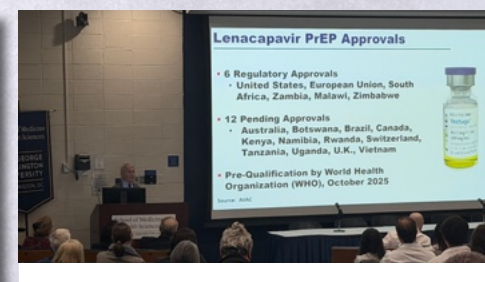 Lenacapavir PrEP Approvals
• 6 Regulatory Approvals
• United States, European Union, South
Africa, Zambia, Malawi, Zimbabwe
• 12 Pending Approvals
• Australia, Botswana, Brazil, Canada,
Kenya, Namibia, Rwanda, Switzerland,
Tanzania, Uganda, U.K., Vietnam
• Pre-Qualification by World Health
Organization (WHO), October 2025
Source: AVAC